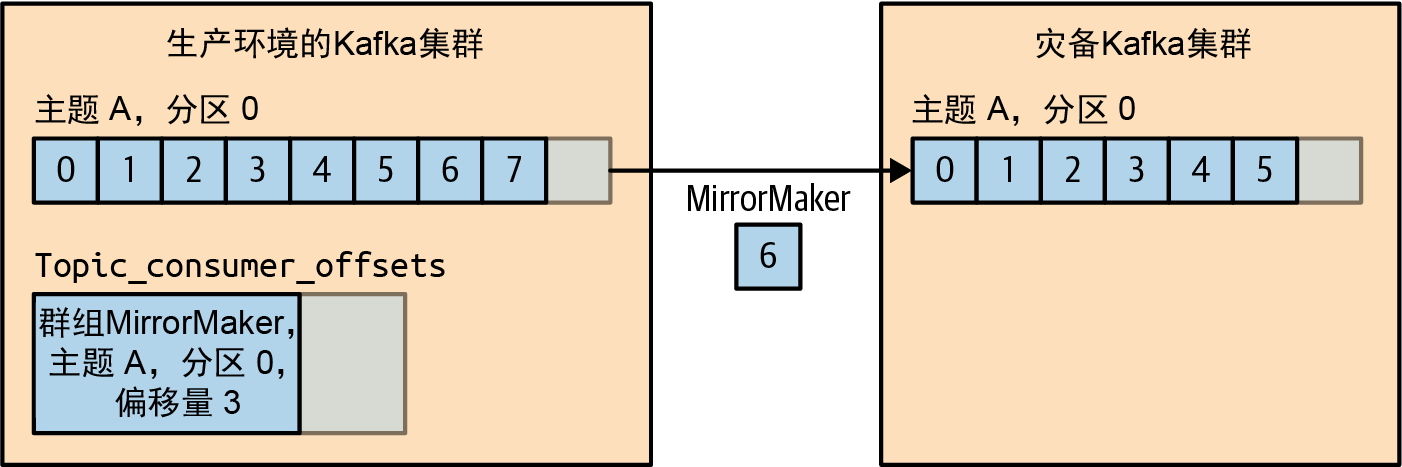 生产环境的Kafka集群
主题 A，分区 0
0 1 2 3 4 5 6 7
Topic_consumer_offsets
群组MirrorMaker，
主题 A，分区 0，
偏移量 3
MirrorMaker
6
灾备Kafka集群
主题 A，分区 0
0 1 2 3 4 5